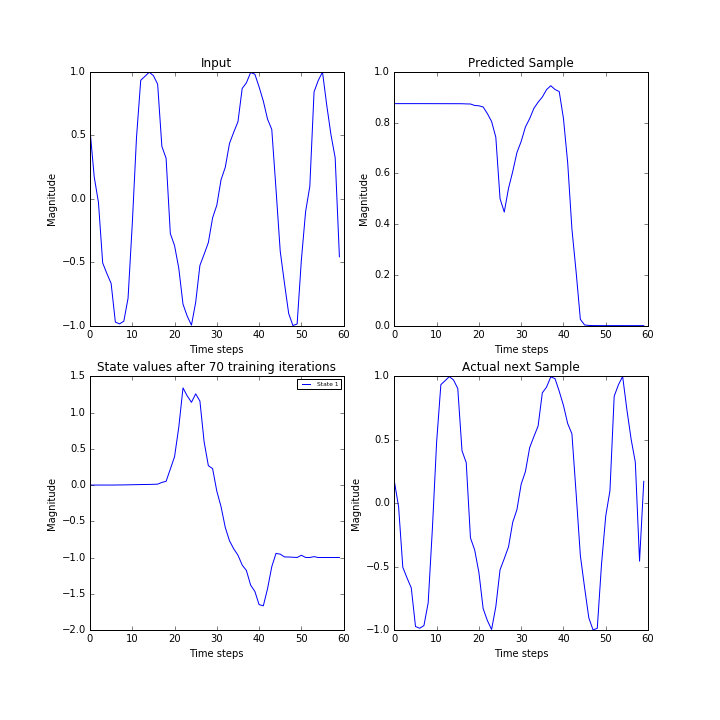 Input
1.0
0.5
0.0
−0.5
−1.0
Magnitude
0 10 20 30 40 50 60
Time steps
Predicted Sample
1.0
0.8
0.6
0.4
0.2
0.0
Magnitude
0 10 20 30 40 50 60
Time steps
State values after 70 training iterations
1.5
1.0
0.5
0.0
−0.5
−1.0
−1.5
−2.0
Magnitude
State 1
0 10 20 30 40 50 60
Time steps
Actual next Sample
1.0
0.5
0.0
−0.5
−1.0
Magnitude
0 10 20 30 40 50 60
Time steps